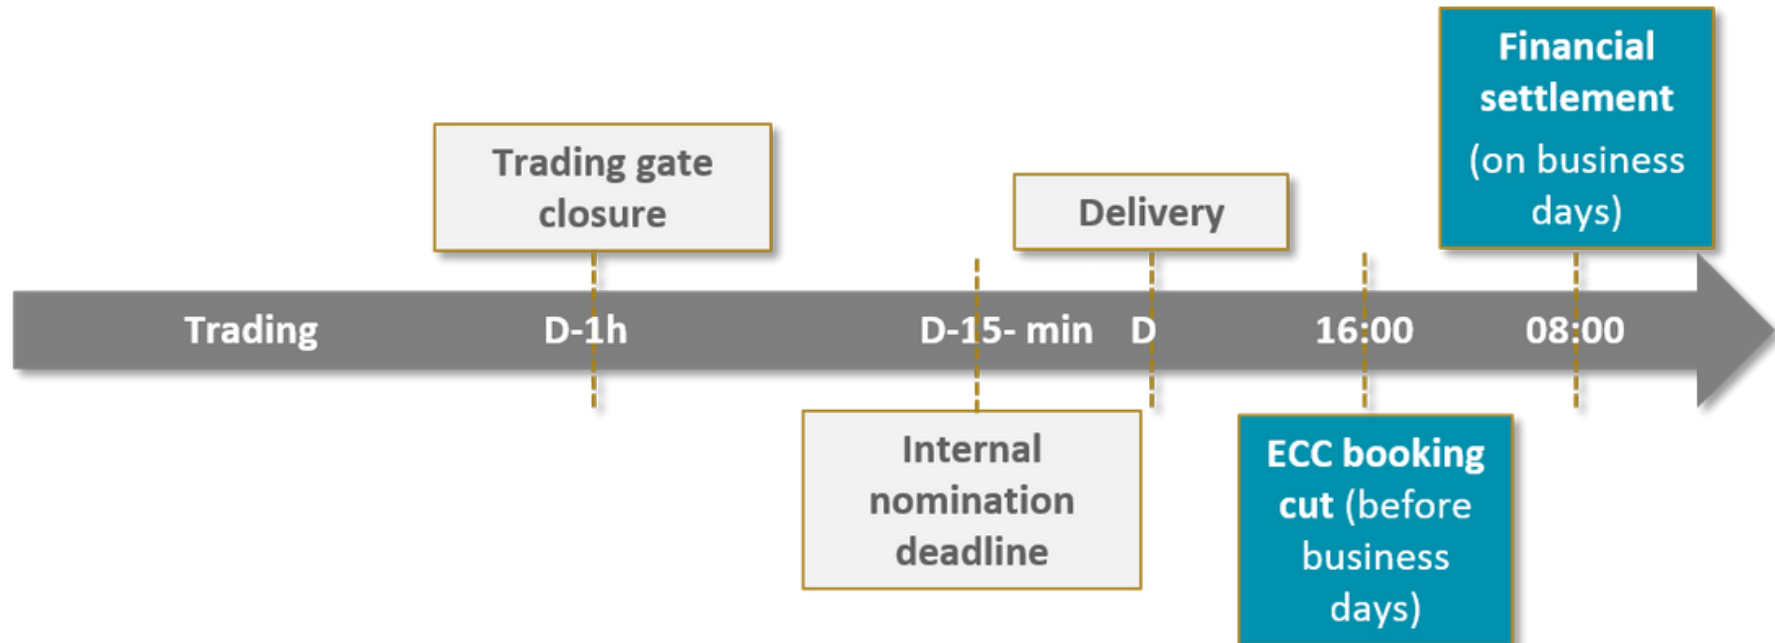 Financial
settlement
(on business
days)
Trading gate
closure
Delivery
Trading
D-1h
D-15- min
D
16:00
08:00
Internal
nomination
deadline
ECC booking
cut (before
business
days)